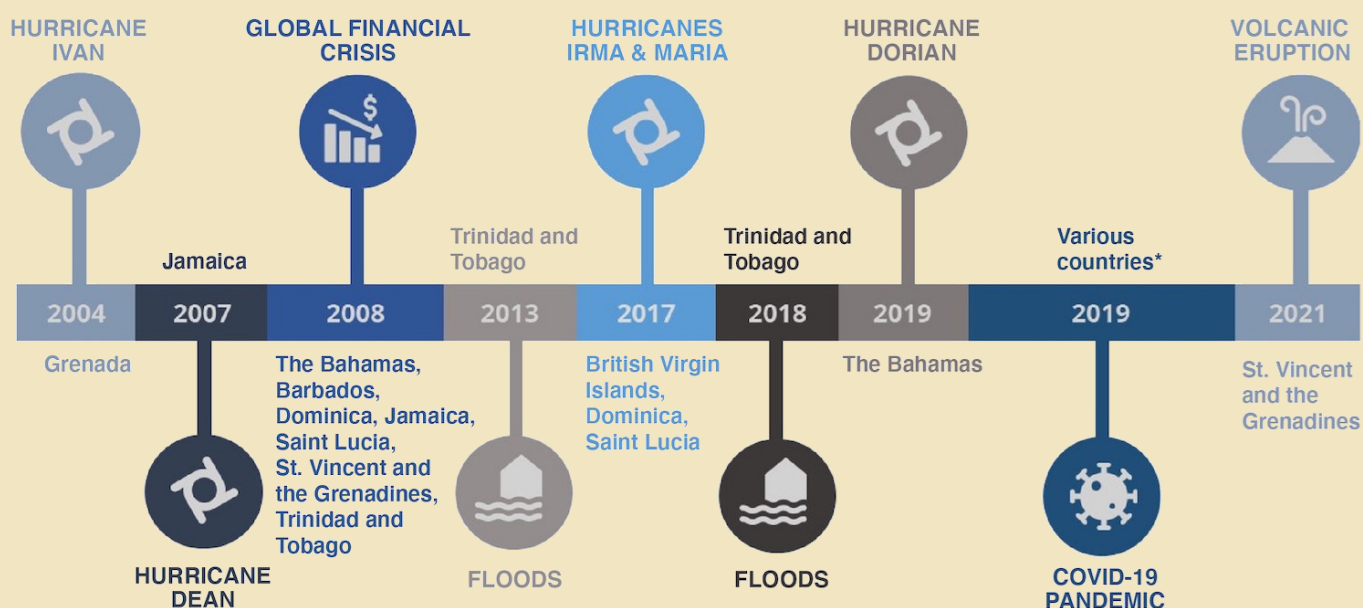 HURRICANE
IVAN
GLOBAL FINANCIAL
CRISIS
HURRICANES
IRMA & MARIA
HURRICANE
DORIAN
VOLCANIC
ERUPTION
$
Jamaica
Trinidad and
Tobago
Trinidad and
Tobago
Various
countries*
2004
2007
2008
2013
2017
2018
2019
2019
2021
Grenada
The Bahamas,
Barbados,
Dominica, Jamaica,
Saint Lucia,
St. Vincent and
the Grenadines,
Trinidad and
Tobago
British Virgin
Islands,
Dominica,
Saint Lucia
The Bahamas
St. Vincent
and the
Grenadines
HURRICANE
DEAN
FLOODS
FLOODS
COVID-19
PANDEMIC